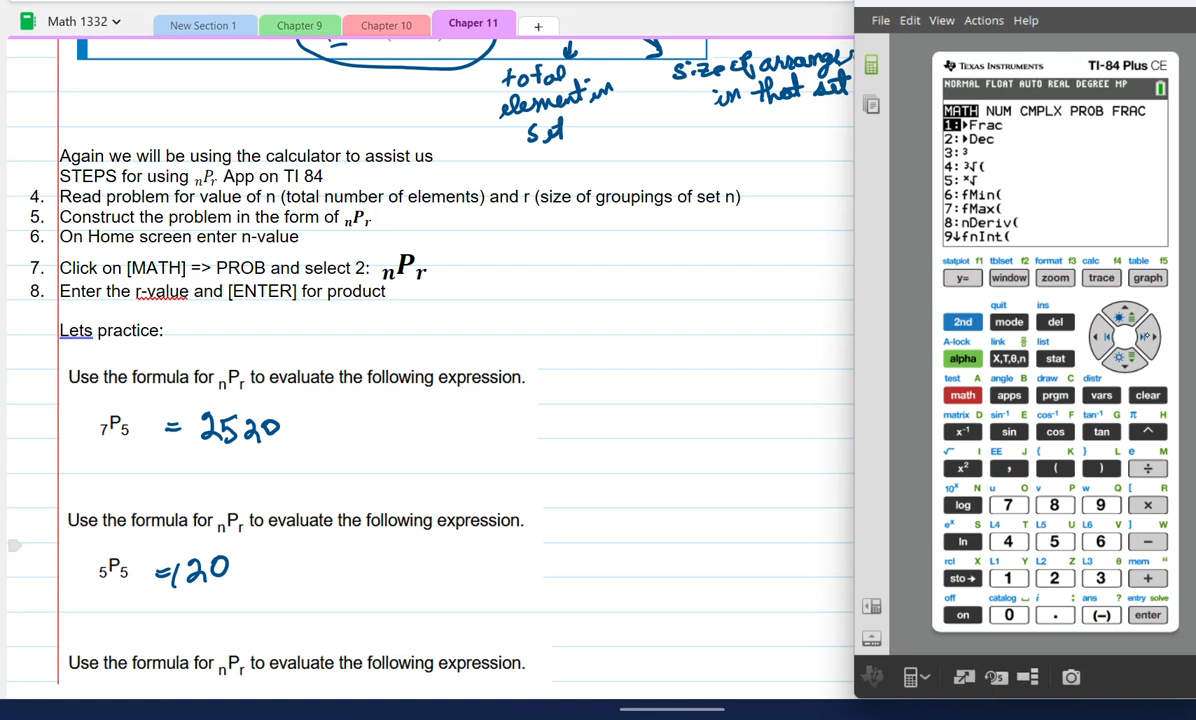 Math 1332
New Section 1
Chapter 9
Chapter 10
Chaper 11
+
total
element in
set
size of arrange
in that set
Again we will be using the calculator to assist us
STEPS for using nPr App on TI 84
4. Read problem for value of n (total number of elements) and r (size of groupings of set n)
5. Construct the problem in the form of nPr
6. On Home screen enter n-value
7. Click on [MATH] => PROB and select 2: nPr
8. Enter the r-value and [ENTER] for product
Lets practice:
Use the formula for nPr to evaluate the following expression.
7P5 = 2520
Use the formula for nPr to evaluate the following expression.
5P5 =120
Use the formula for nPr to evaluate the following expression.
File Edit View Actions Help
TEXAS INSTRUMENTS TI-84 Plus CE
NORMAL FLOAT AUTO REAL DEGREE MP
MATH NUM CMPLX PROB FRAC
1:▶Frac
2:▶Dec
3:³
4:³√(
5:ˣ√
6:fMin(
7:fMax(
8:nDeriv(
9↓fnInt(
statplot f1 tblset f2 format f3 calc f4 table f5
y= window zoom trace graph
quit ins
2nd mode del
A-lock link list
alpha X,T,θ,n stat
test A angle B draw C distr
math apps prgm vars clear
matrix D sin⁻¹ E cos⁻¹ F tan⁻¹ G π H
x⁻¹ sin cos tan ^
√ I EE J { K } L e M
x² , ( ) ÷
10ˣ N u O v P w Q [ R
log 7 8 9 ×
eˣ S L4 T L5 U L6 V ] W
ln 4 5 6 −
rcl X L1 Y L2 Z L3 θ mem "
sto→ 1 2 3 +
off catalog i : ans ? entry solve
on 0 . (−) enter